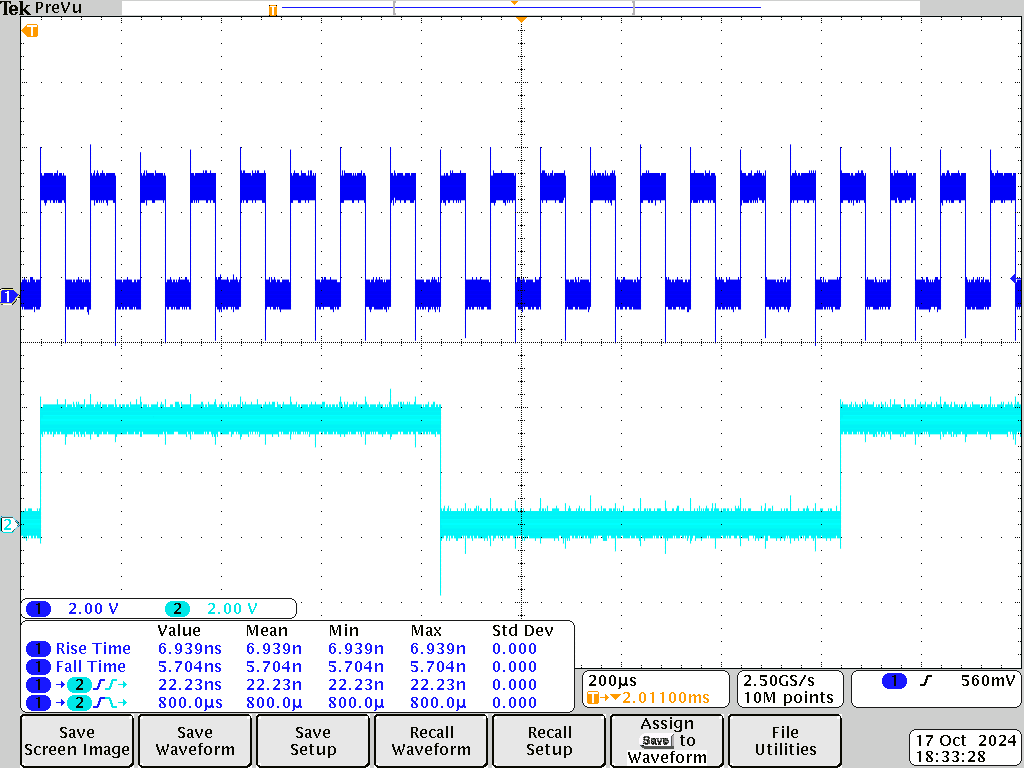 Tek PreVu
T
T
1
2
1 2.00 V 2 2.00 V
Value Mean Min Max Std Dev
1 Rise Time 6.939ns 6.939n 6.939n 6.939n 0.000
1 Fall Time 5.704ns 5.704n 5.704n 5.704n 0.000
1 → 2 22.23ns 22.23n 22.23n 22.23n 0.000
1 → 2 800.0µs 800.0µ 800.0µ 800.0µ 0.000
200µs
T→▼2.01100ms
2.50GS/s
10M points
1 560mV
Save
Screen Image
Save
Waveform
Save
Setup
Recall
Waveform
Recall
Setup
Assign
Save to
Waveform
File
Utilities
17 Oct 2024
18:33:28